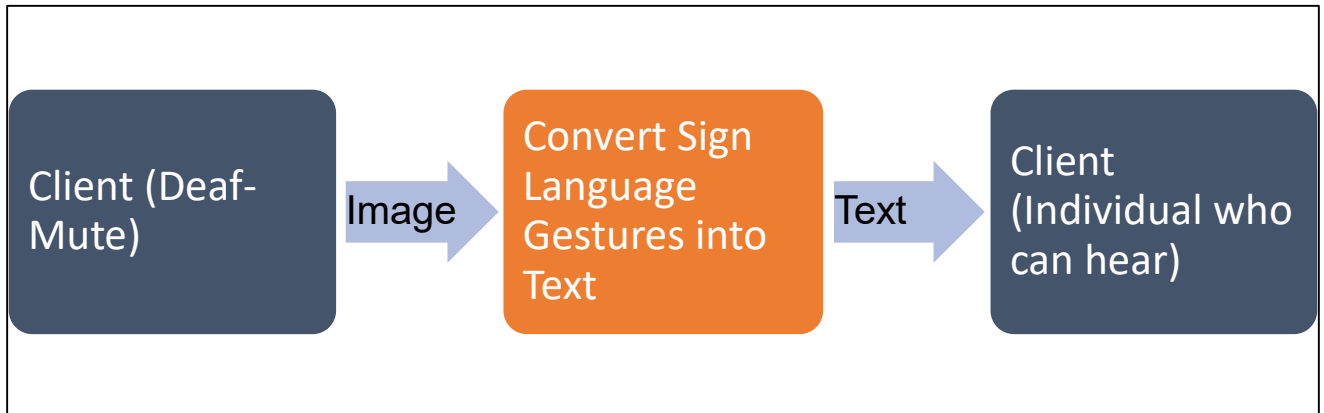 Client (Deaf-
Mute)
Image
Convert Sign
Language
Gestures into
Text
Text
Client
(Individual who
can hear)